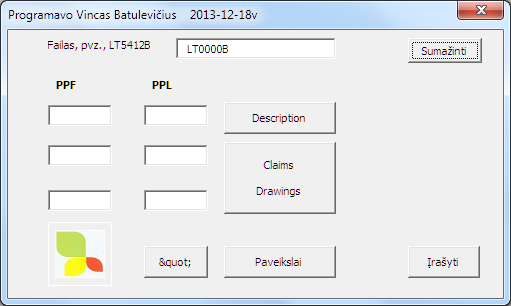 Programavo Vincas Batulevičius 2013-12-18v
Failas, pvz., LT5412B LT0000B Sumažinti
PPF PPL
Description
Claims
Drawings
&quot; Paveikslai Įrašyti